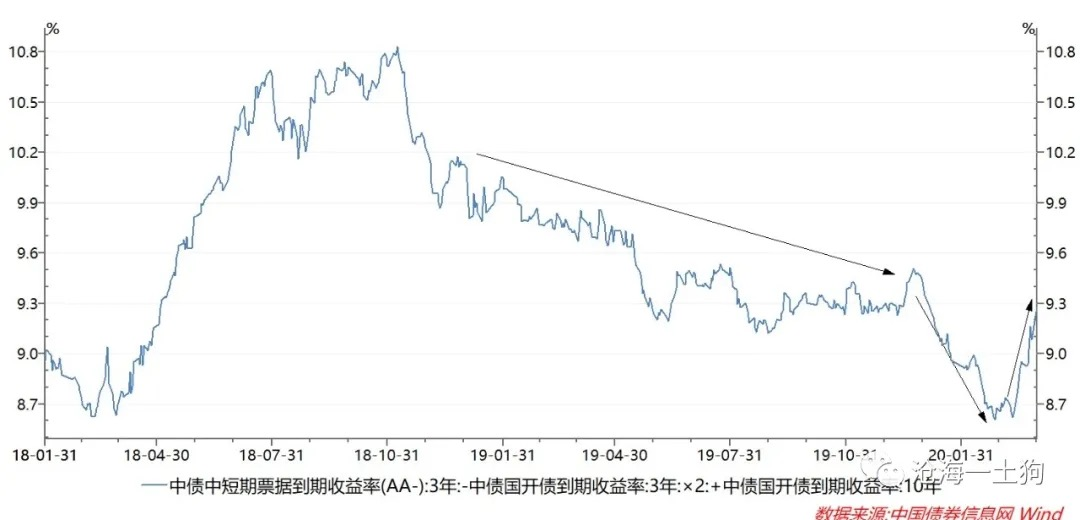 % %
10.8 10.8
10.5 10.5
10.2 10.2
9.9 9.9
9.6 9.6
9.3 9.3
9.0 9.0
8.7 8.7
18-01-31 18-04-30 18-07-31 18-10-31 19-01-31 19-04-30 19-07-31 19-10-31 20-01-31
沧海一土狗
中债中短期票据到期收益率(AA-):3年:-中债国开债到期收益率:3年:×2:+中债国开债到期收益率:10年
数据来源:中国债券信息网 Wind